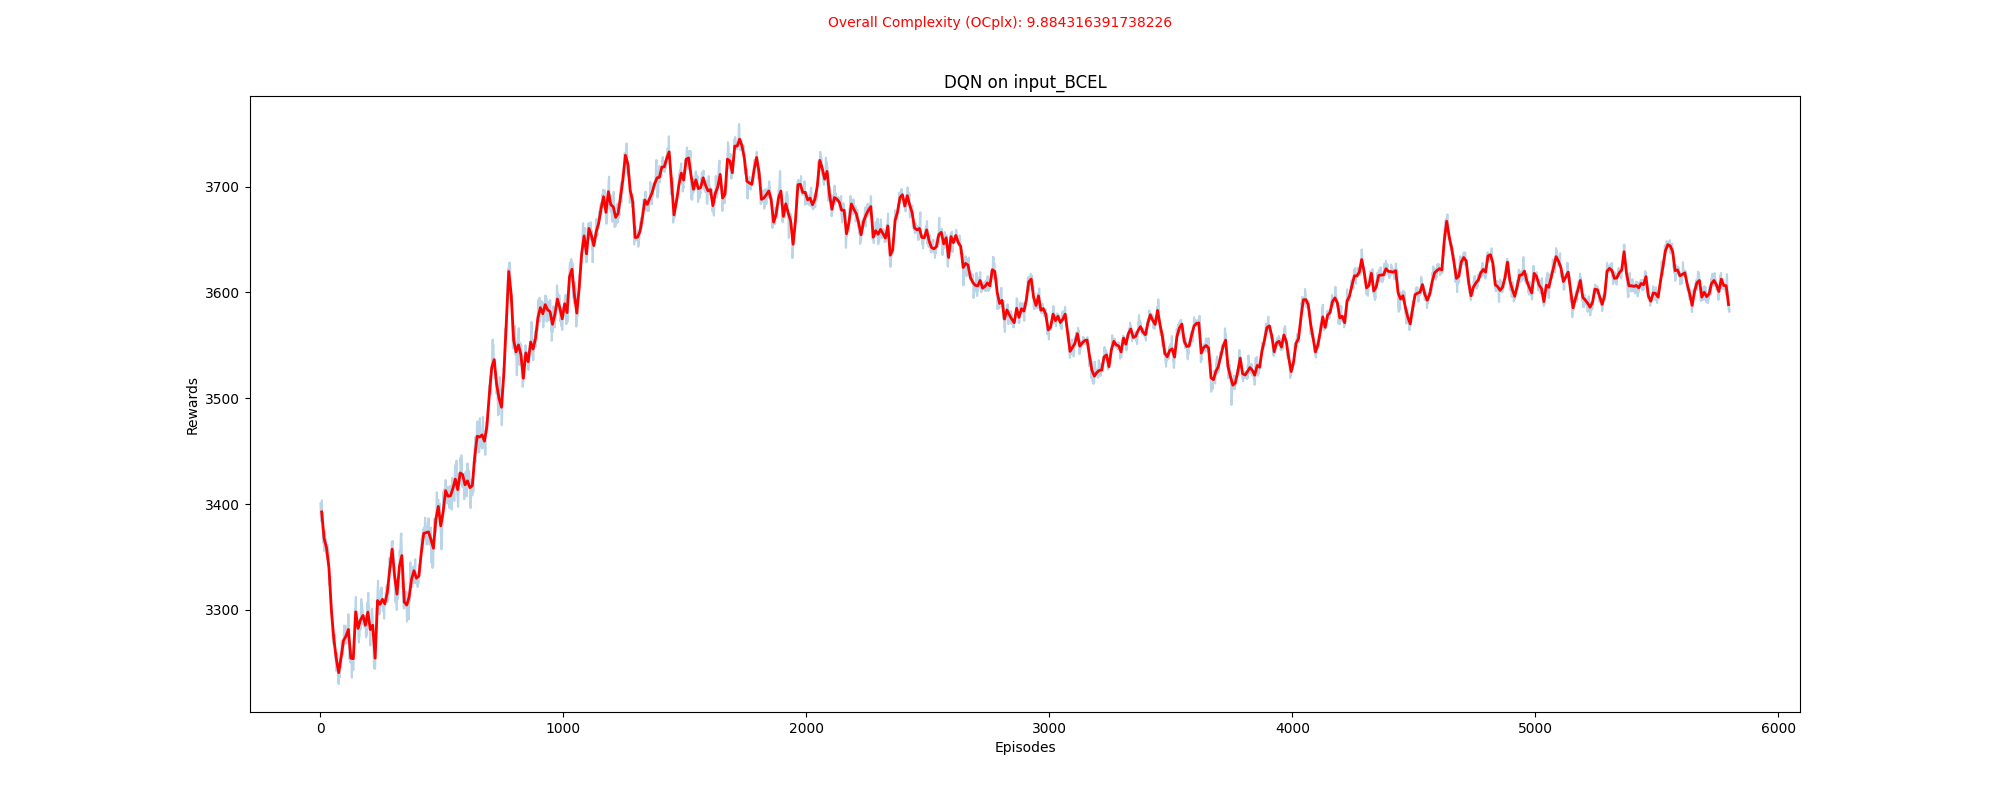 Overall Complexity (OCplx): 9.884316391738226
DQN on input_BCEL
3700
3600
3500
3400
3300
Rewards
0 1000 2000 3000 4000 5000 6000
Episodes